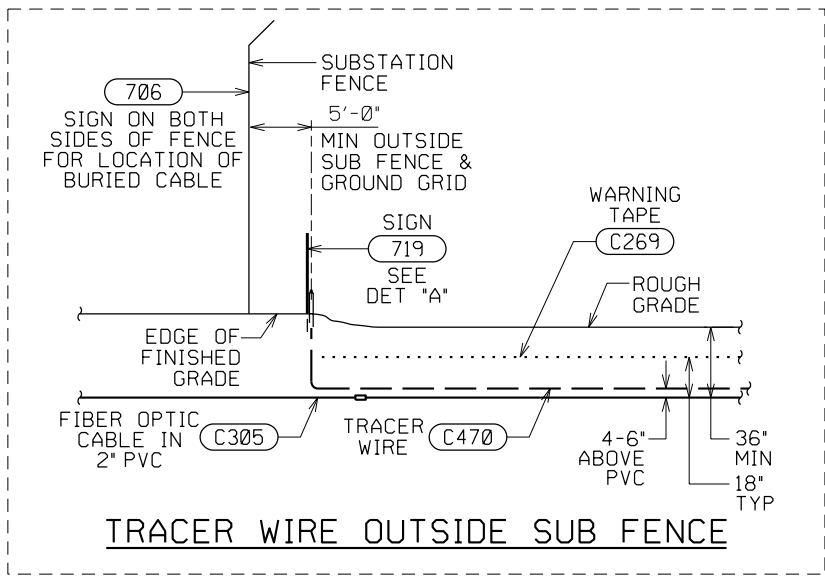 SUBSTATION
FENCE
706
SIGN ON BOTH
SIDES OF FENCE
FOR LOCATION OF
BURIED CABLE
5'-0"
MIN OUTSIDE
SUB FENCE &
GROUND GRID
SIGN
719
SEE
DET "A"
WARNING
TAPE
C269
ROUGH
GRADE
EDGE OF
FINISHED
GRADE
FIBER OPTIC
CABLE IN
2" PVC
C305
TRACER
WIRE
C470
4-6"
ABOVE
PVC
36"
MIN
18"
TYP
TRACER WIRE OUTSIDE SUB FENCE